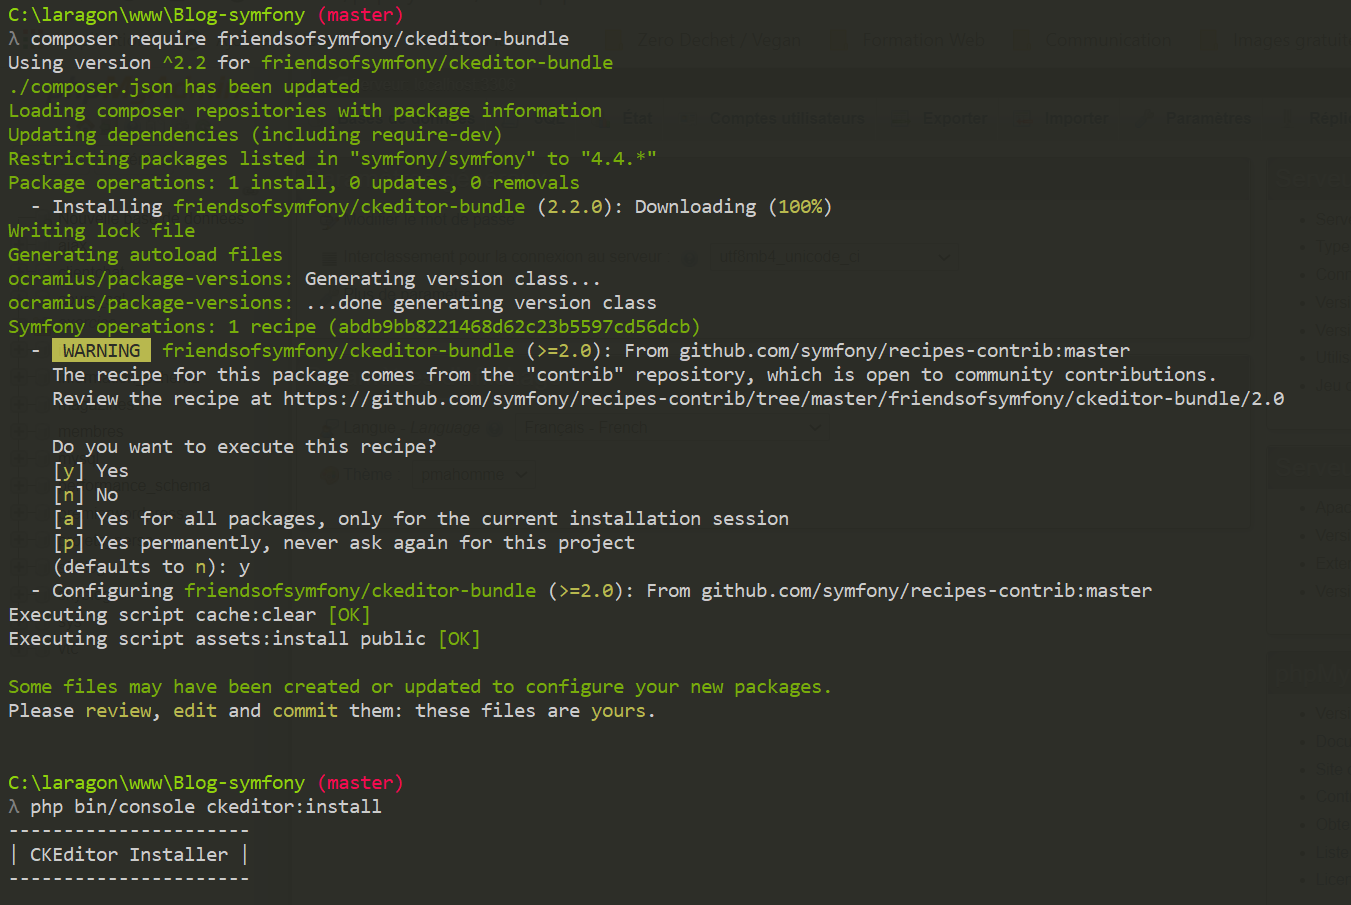 C:\laragon\www\Blog-symfony (master)
λ composer require friendsofsymfony/ckeditor-bundle
Using version ^2.2 for friendsofsymfony/ckeditor-bundle
./composer.json has been updated
Loading composer repositories with package information
Updating dependencies (including require-dev)
Restricting packages listed in "symfony/symfony" to "4.4.*"
Package operations: 1 install, 0 updates, 0 removals
  - Installing friendsofsymfony/ckeditor-bundle (2.2.0): Downloading (100%)
Writing lock file
Generating autoload files
ocramius/package-versions: Generating version class...
ocramius/package-versions: ...done generating version class
Symfony operations: 1 recipe (abdb9bb8221468d62c23b5597cd56dcb)
  - WARNING friendsofsymfony/ckeditor-bundle (>=2.0): From github.com/symfony/recipes-contrib:master
    The recipe for this package comes from the "contrib" repository, which is open to community contributions.
    Review the recipe at https://github.com/symfony/recipes-contrib/tree/master/friendsofsymfony/ckeditor-bundle/2.0
    Do you want to execute this recipe?
    [y] Yes
    [n] No
    [a] Yes for all packages, only for the current installation session
    [p] Yes permanently, never ask again for this project
    (defaults to n): y
  - Configuring friendsofsymfony/ckeditor-bundle (>=2.0): From github.com/symfony/recipes-contrib:master
Executing script cache:clear [OK]
Executing script assets:install public [OK]
Some files may have been created or updated to configure your new packages.
Please review, edit and commit them: these files are yours.
C:\laragon\www\Blog-symfony (master)
λ php bin/console ckeditor:install
----------------------
| CKEditor Installer |
----------------------